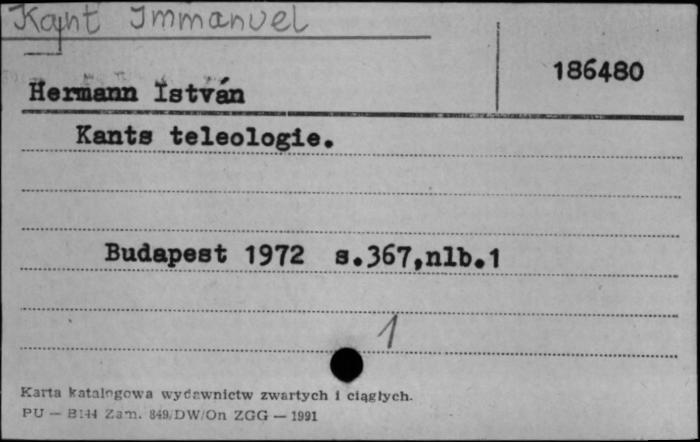 Kant Immanuel
186480
Hermann István
Kants teleologie.
Budapest 1972 s.367,nlb.1
1
Karta katalogowa wydawnictw zwartych i ciągłych.
PU — B144 Zam. 849/DW/On ZGG — 1991